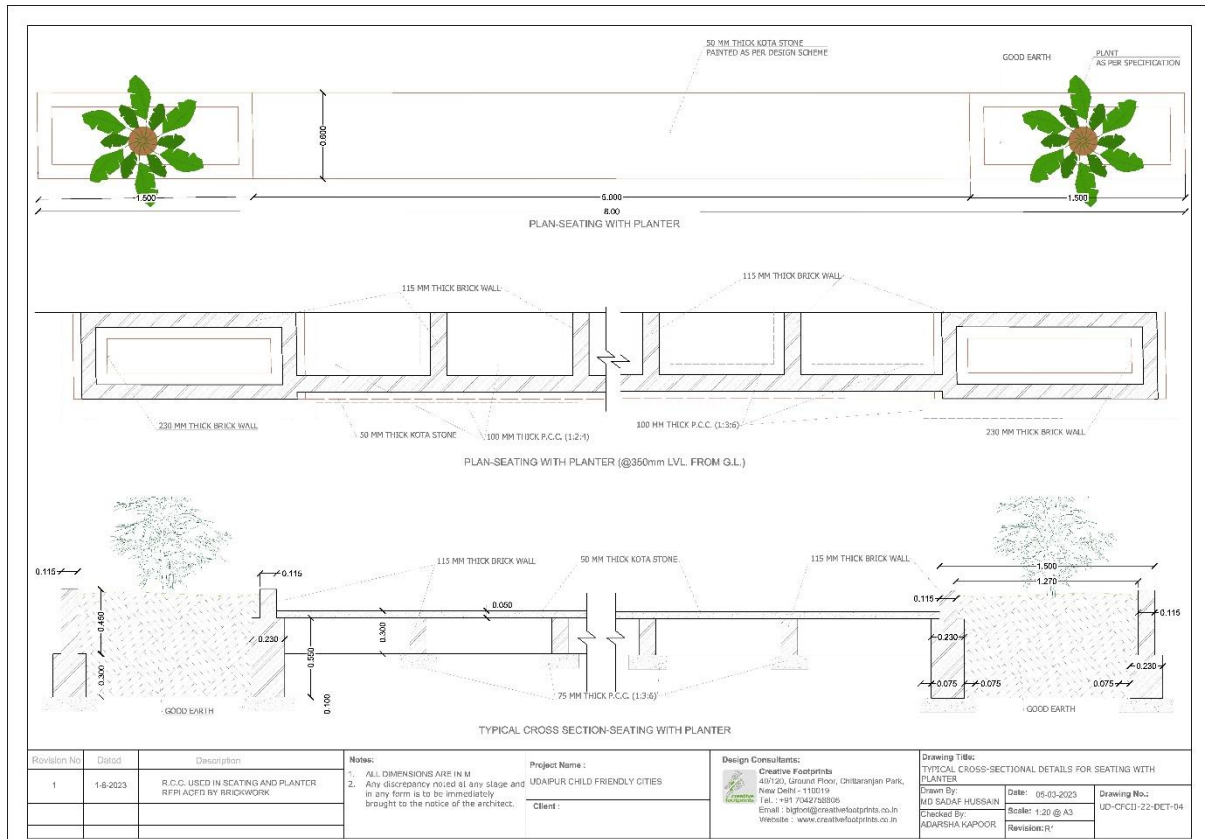 50 MM THICK KOTA STONE
PAINTED AS PER DESIGN SCHEME
GOOD EARTH
PLANT
AS PER SPECIFICATION
0.600
1.500
5.000
1.500
8.00
PLAN-SEATING WITH PLANTER
115 MM THICK BRICK WALL
115 MM THICK BRICK WALL
230 MM THICK BRICK WALL
50 MM THICK KOTA STONE
100 MM THICK P.C.C. (1:2:4)
100 MM THICK P.C.C. (1:3:6)
230 MM THICK BRICK WALL
PLAN-SEATING WITH PLANTER (@350mm LVL. FROM G.L.)
115 MM THICK BRICK WALL
50 MM THICK KOTA STONE
115 MM THICK BRICK WALL
1.500
1.270
0.115
0.115
0.115
0.115
0.050
0.450
0.300
0.230
0.550
0.300
0.100
0.230
0.230
0.075
0.075
0.075
75 MM THICK P.C.C. (1:3:6)
GOOD EARTH
GOOD EARTH
TYPICAL CROSS SECTION-SEATING WITH PLANTER
Revision No
Dated
Description
1
1-6-2023
R.C.C. USED IN SEATING AND PLANTER
REPLACED BY BRICKWORK
Notes:
1. ALL DIMENSIONS ARE IN M
2. Any discrepancy noted at any stage and
in any form is to be immediately
brought to the notice of the architect.
Project Name :
UDAIPUR CHILD FRIENDLY CITIES
Client :
Design Consultants:
creative
footprints
Creative Footprints
40/120, Ground Floor, Chittaranjan Park,
New Delhi - 110019
Tel. : +91
Email : bigfoot@creativefootprints.co.in
Website : www.creativefootprints.co.in
Drawing Title:
TYPICAL CROSS-SECTIONAL DETAILS FOR SEATING WITH
PLANTER
Drawn By:
MD SADAF HUSSAIN
Checked By:
ADARSHA KAPOOR
Date: 05-03-2023
Scale: 1:20 @ A3
Revision:
Drawing No.:
UD-CFCII-22-DET-04